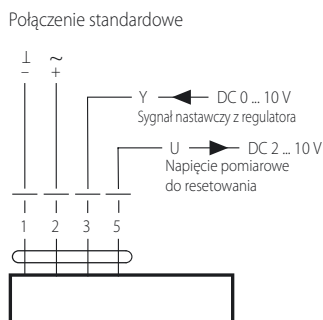 Połączenie standardowe
⊥ ~
– +
Y DC 0 ... 10 V
Sygnał nastawczy z regulatora
U DC 2 ... 10 V
Napięcie pomiarowe
do resetowania
1 2 3 5